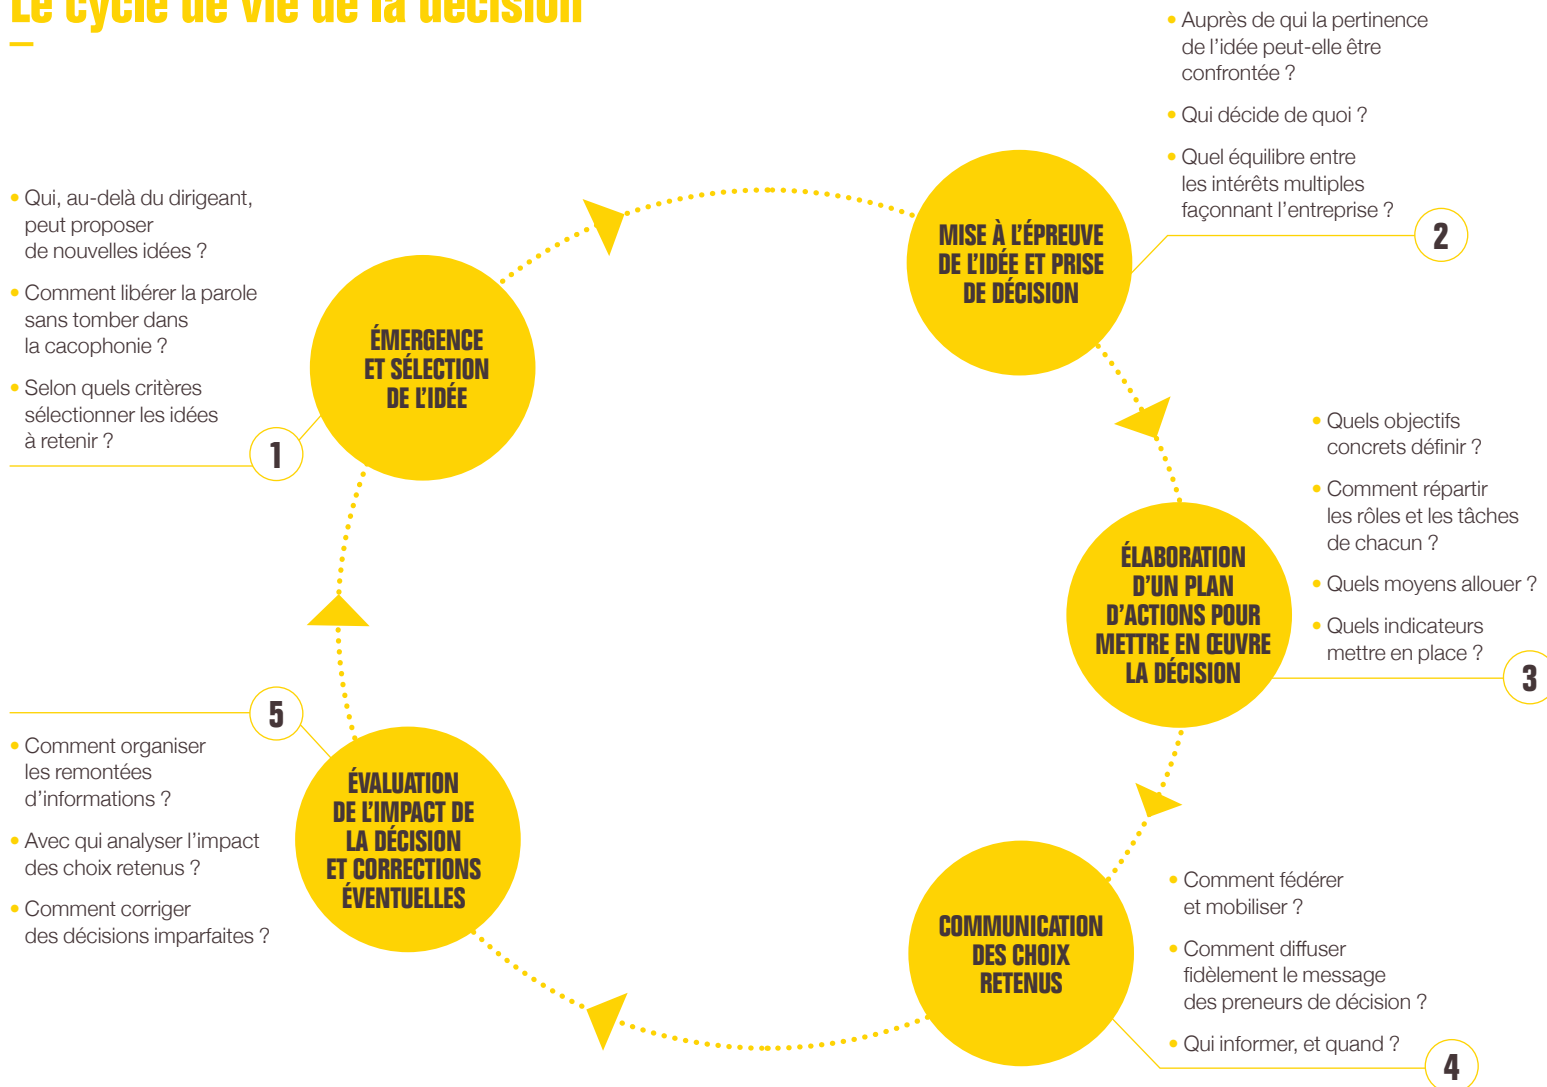 Le cycle de vie de la décision
• Qui, au-delà du dirigeant,
peut proposer
de nouvelles idées ?
• Comment libérer la parole
sans tomber dans
la cacophonie ?
• Selon quels critères
sélectionner les idées
à retenir ?
1
ÉMERGENCE
ET SÉLECTION
DE L'IDÉE
• Auprès de qui la pertinence
de l'idée peut-elle être
confrontée ?
• Qui décide de quoi ?
• Quel équilibre entre
les intérêts multiples
façonnant l'entreprise ?
2
MISE À L'ÉPREUVE
DE L'IDÉE ET PRISE
DE DÉCISION
• Quels objectifs
concrets définir ?
• Comment répartir
les rôles et les tâches
de chacun ?
• Quels moyens allouer ?
• Quels indicateurs
mettre en place ?
3
ÉLABORATION
D'UN PLAN
D'ACTIONS POUR
METTRE EN ŒUVRE
LA DÉCISION
• Comment fédérer
et mobiliser ?
• Comment diffuser
fidèlement le message
des preneurs de décision ?
• Qui informer, et quand ?
4
COMMUNICATION
DES CHOIX
RETENUS
5
• Comment organiser
les remontées
d'informations ?
• Avec qui analyser l'impact
des choix retenus ?
• Comment corriger
des décisions imparfaites ?
ÉVALUATION
DE L'IMPACT DE
LA DÉCISION
ET CORRECTIONS
ÉVENTUELLES